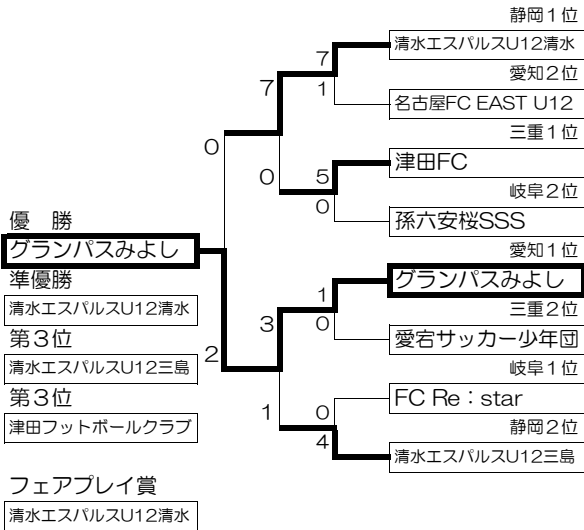 静岡１位
清水エスパルスU12清水
7
愛知２位
7
1
名古屋FC EAST U12
三重１位
0
津田FC
0
5
岐阜２位
0
孫六安桜SSS
優　勝
愛知１位
グランパスみよし
グランパスみよし
準優勝
1
三重２位
清水エスパルスU12清水
3
0
愛宕サッカー少年団
第３位
2
岐阜１位
清水エスパルスU12三島
第３位
FC Re：star
1
0
静岡２位
津田フットボールクラブ
4
清水エスパルスU12三島
フェアプレイ賞
清水エスパルスU12清水